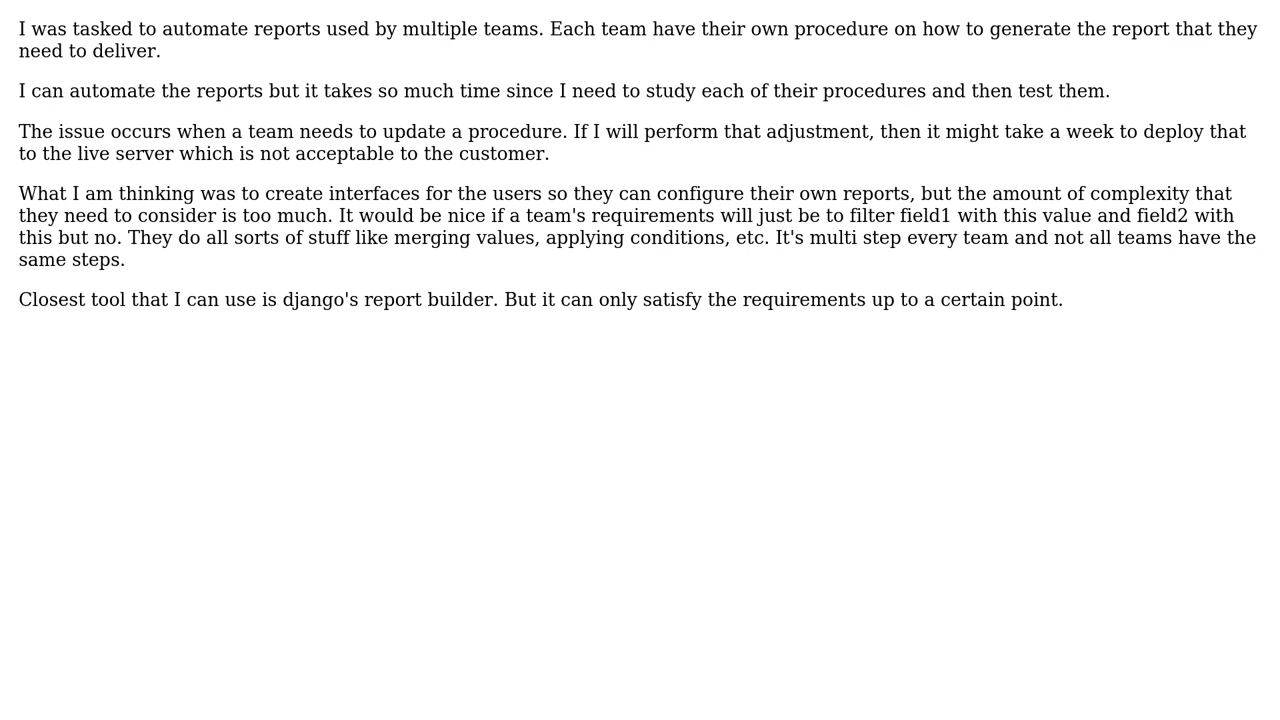 I was tasked to automate reports used by multiple teams. Each team have their own procedure on how to generate the report that they
need to deliver.
I can automate the reports but it takes so much time since I need to study each of their procedures and then test them.
The issue occurs when a team needs to update a procedure. If I will perform that adjustment, then it might take a week to deploy that
to the live server which is not acceptable to the customer.
What I am thinking was to create interfaces for the users so they can configure their own reports, but the amount of complexity that
they need to consider is too much. It would be nice if a team's requirements will just be to filter field1 with this value and field2 with
this but no. They do all sorts of stuff like merging values, applying conditions, etc. It's multi step every team and not all teams have the
same steps.
Closest tool that I can use is django's report builder. But it can only satisfy the requirements up to a certain point.